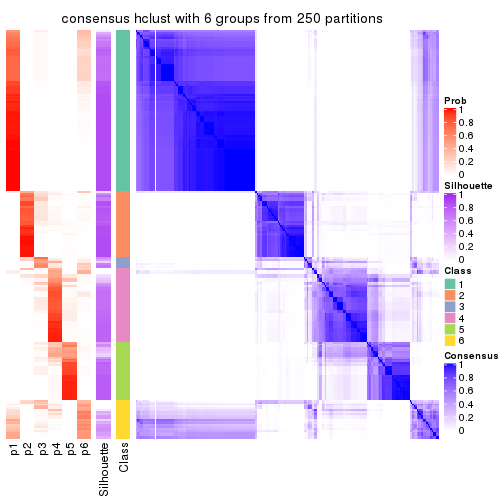 consensus hclust with 6 groups from 250 partitions
Prob
1
0.8
0.6
0.4
0.2
0
Silhouette
1
0.8
0.6
0.4
0.2
0
Class
1
2
3
4
5
6
Consensus
1
0.8
0.6
0.4
0.2
0
p1
p2
p3
p4
p5
p6
Silhouette
Class